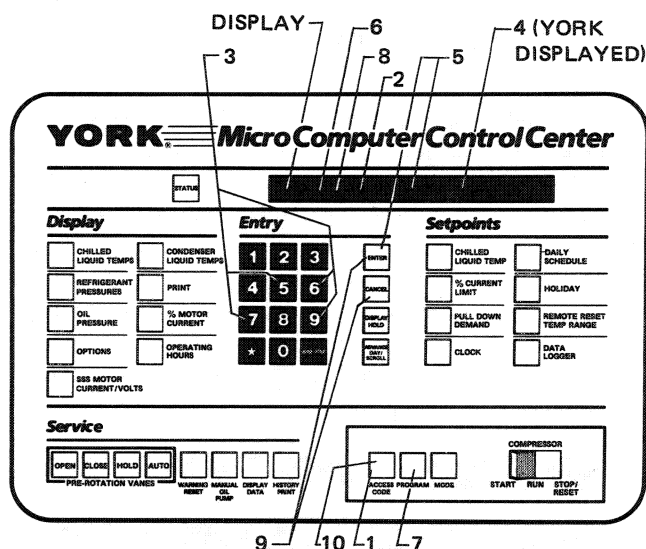 DISPLAY
6
4 (YORK
DISPLAYED)
3
8
5
2
YORK® MicroComputer Control Center
STATUS
Display
Entry
Setpoints
CHILLED
LIQUID TEMPS
CONDENSER
LIQUID TEMPS
REFRIGERANT
PRESSURES
PRINT
OIL
PRESSURE
% MOTOR
CURRENT
OPTIONS
OPERATING
HOURS
SSS MOTOR
CURRENT/VOLTS
1 2 3
4 5 6
7 8 9
* 0
ENTER
CANCEL
DISPLAY
HOLD
ADVANCE
DAY/
SCROLL
CHILLED
LIQUID TEMP
DAILY
SCHEDULE
% CURRENT
LIMIT
HOLIDAY
PULL DOWN
DEMAND
REMOTE RESET
TEMP RANGE
CLOCK
DATA
LOGGER
Service
OPEN CLOSE HOLD AUTO
PRE-ROTATION VANES
WARNING
RESET
MANUAL
OIL
PUMP
DISPLAY
DATA
HISTORY
PRINT
ACCESS
CODE
PROGRAM
MODE
COMPRESSOR
START RUN STOP/
RESET
9
10
1
7